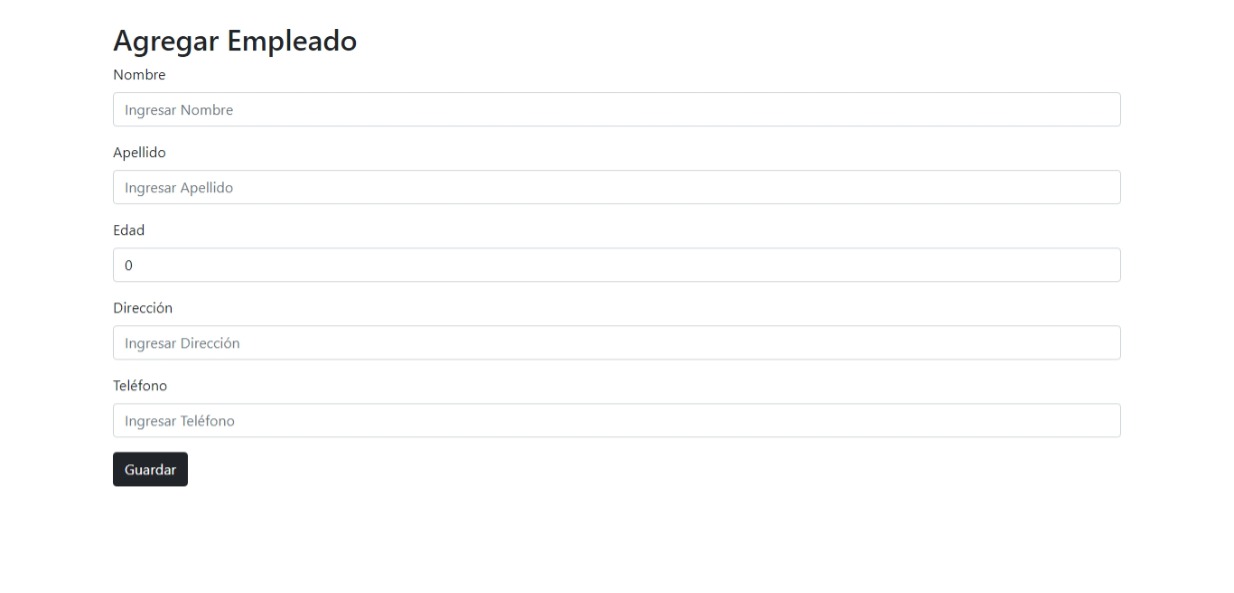 Agregar Empleado
Nombre
Ingresar Nombre
Apellido
Ingresar Apellido
Edad
0
Dirección
Ingresar Dirección
Teléfono
Ingresar Teléfono
Guardar